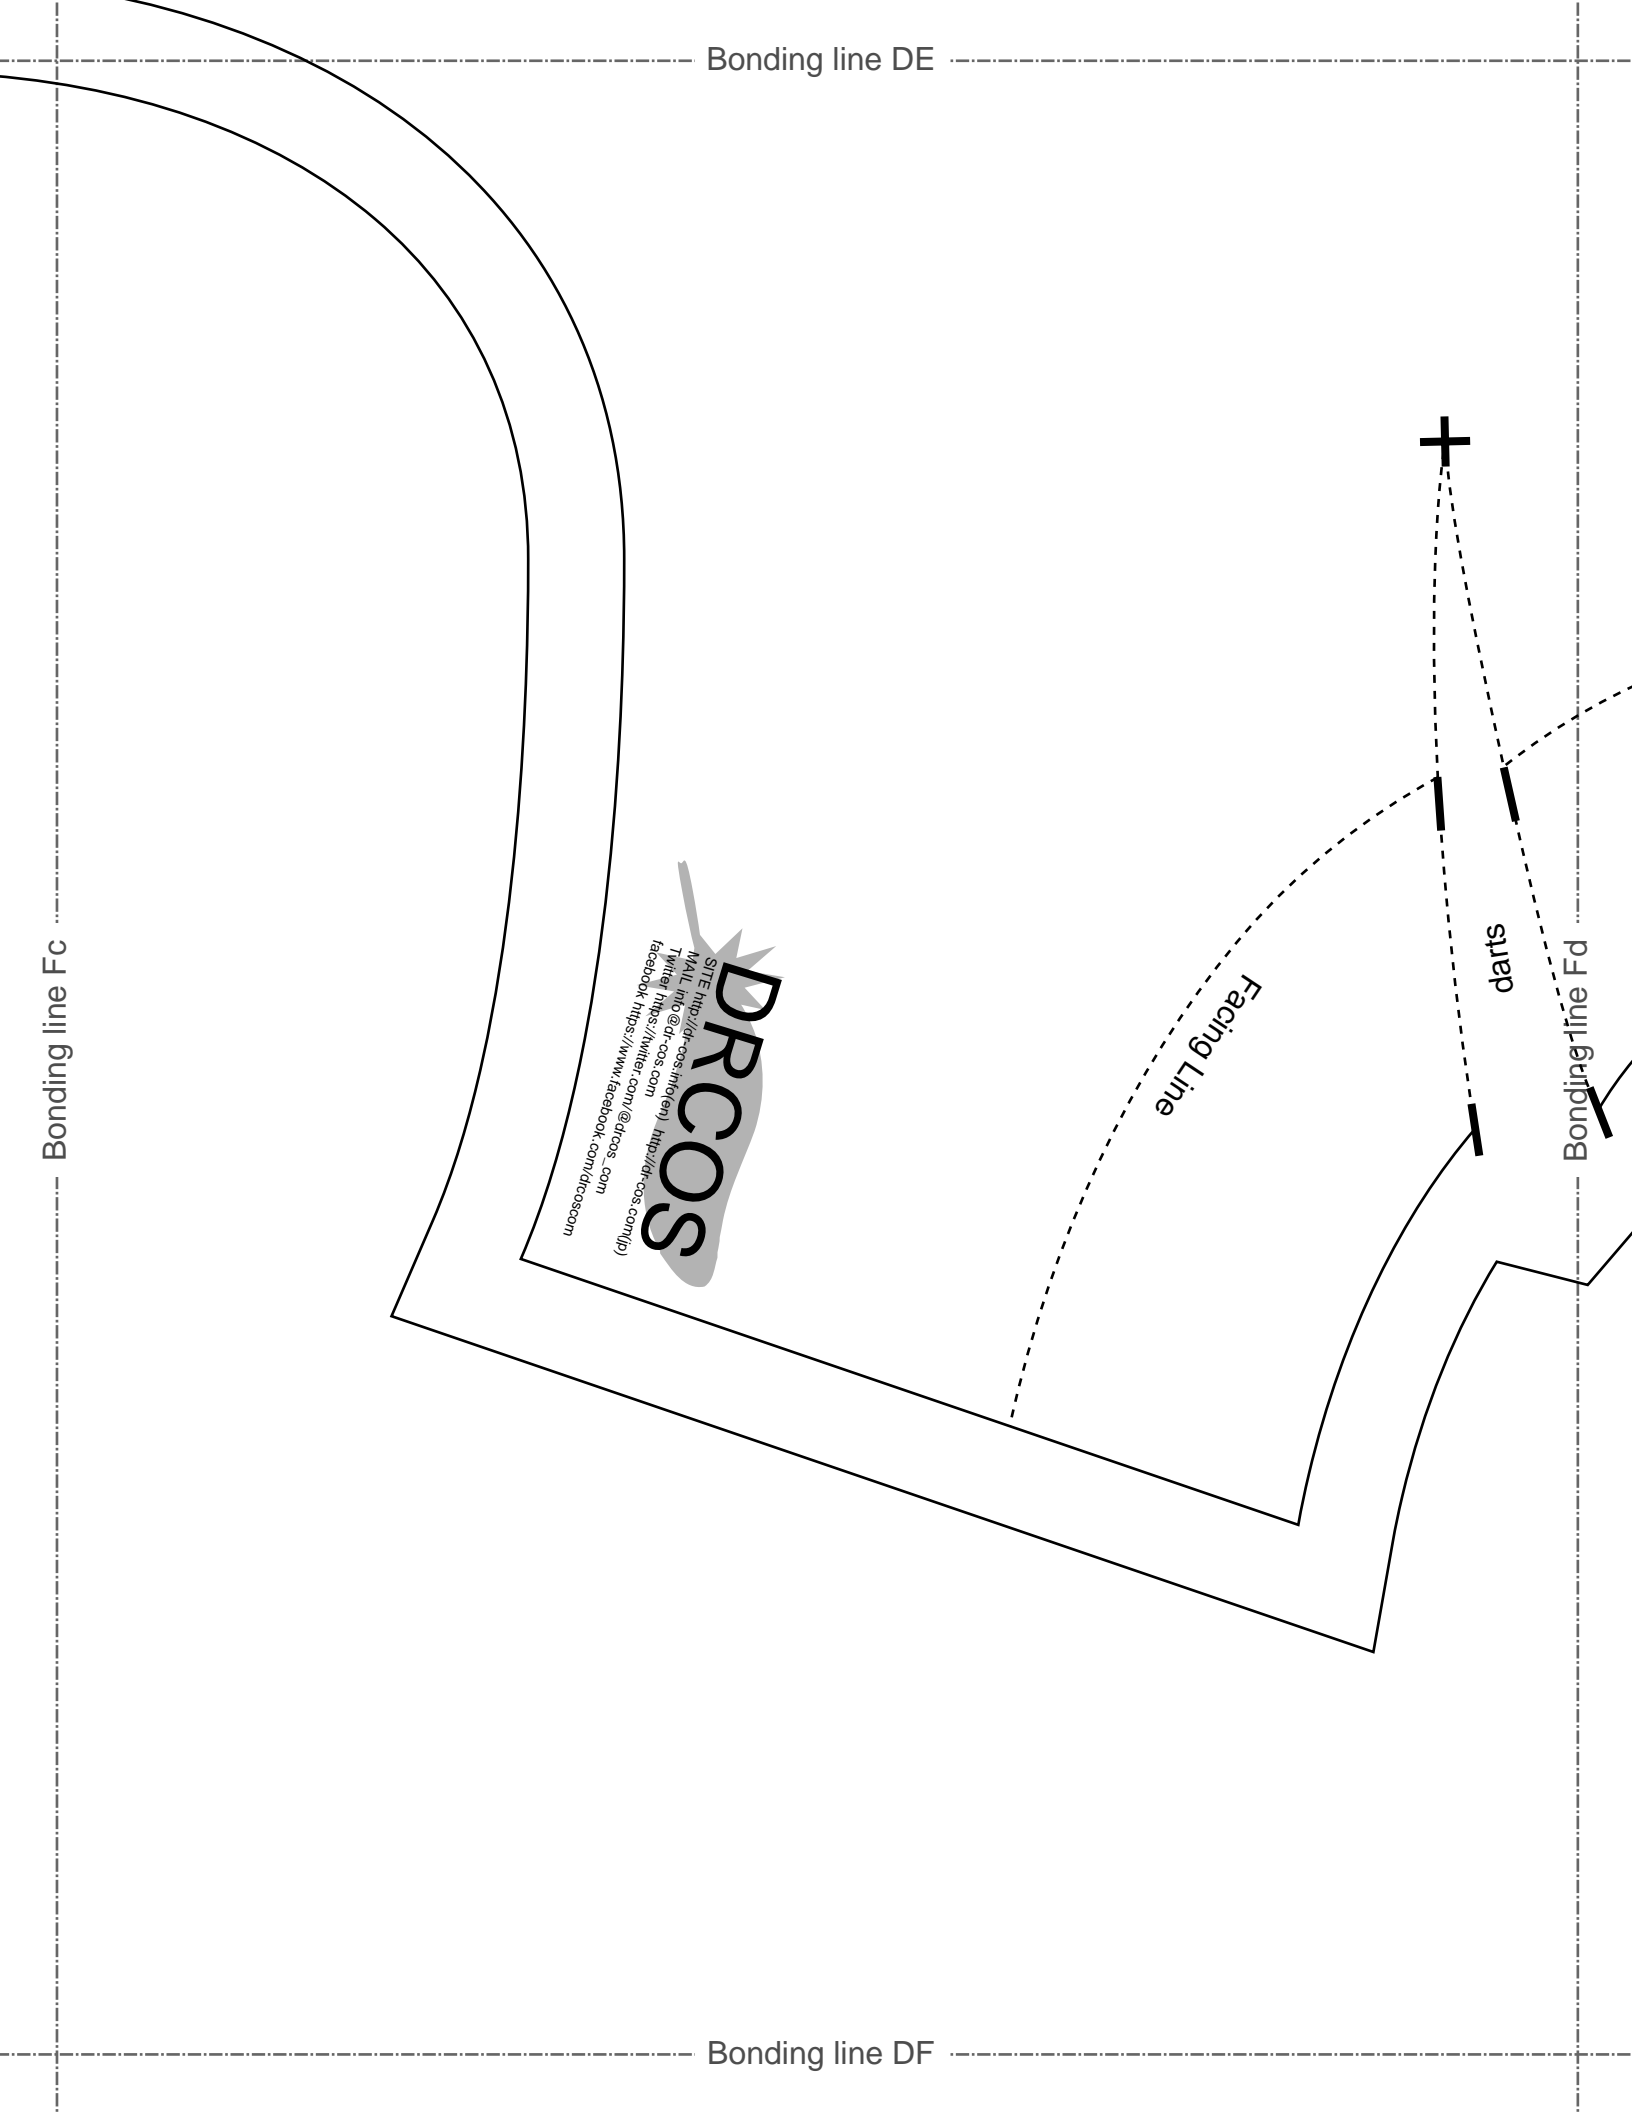 Bonding line DE
Bonding line Fc
DRCOS
SITE http://dr-cos.info(en) http://dr-cos.com(jp)
MAIL info@dr-cos.com
Twitter https://twitter.com/@drcos_com
facebook https://www.facebook.com/drcoscom
Facing Line
darts
Bonding line Fd
Bonding line DF